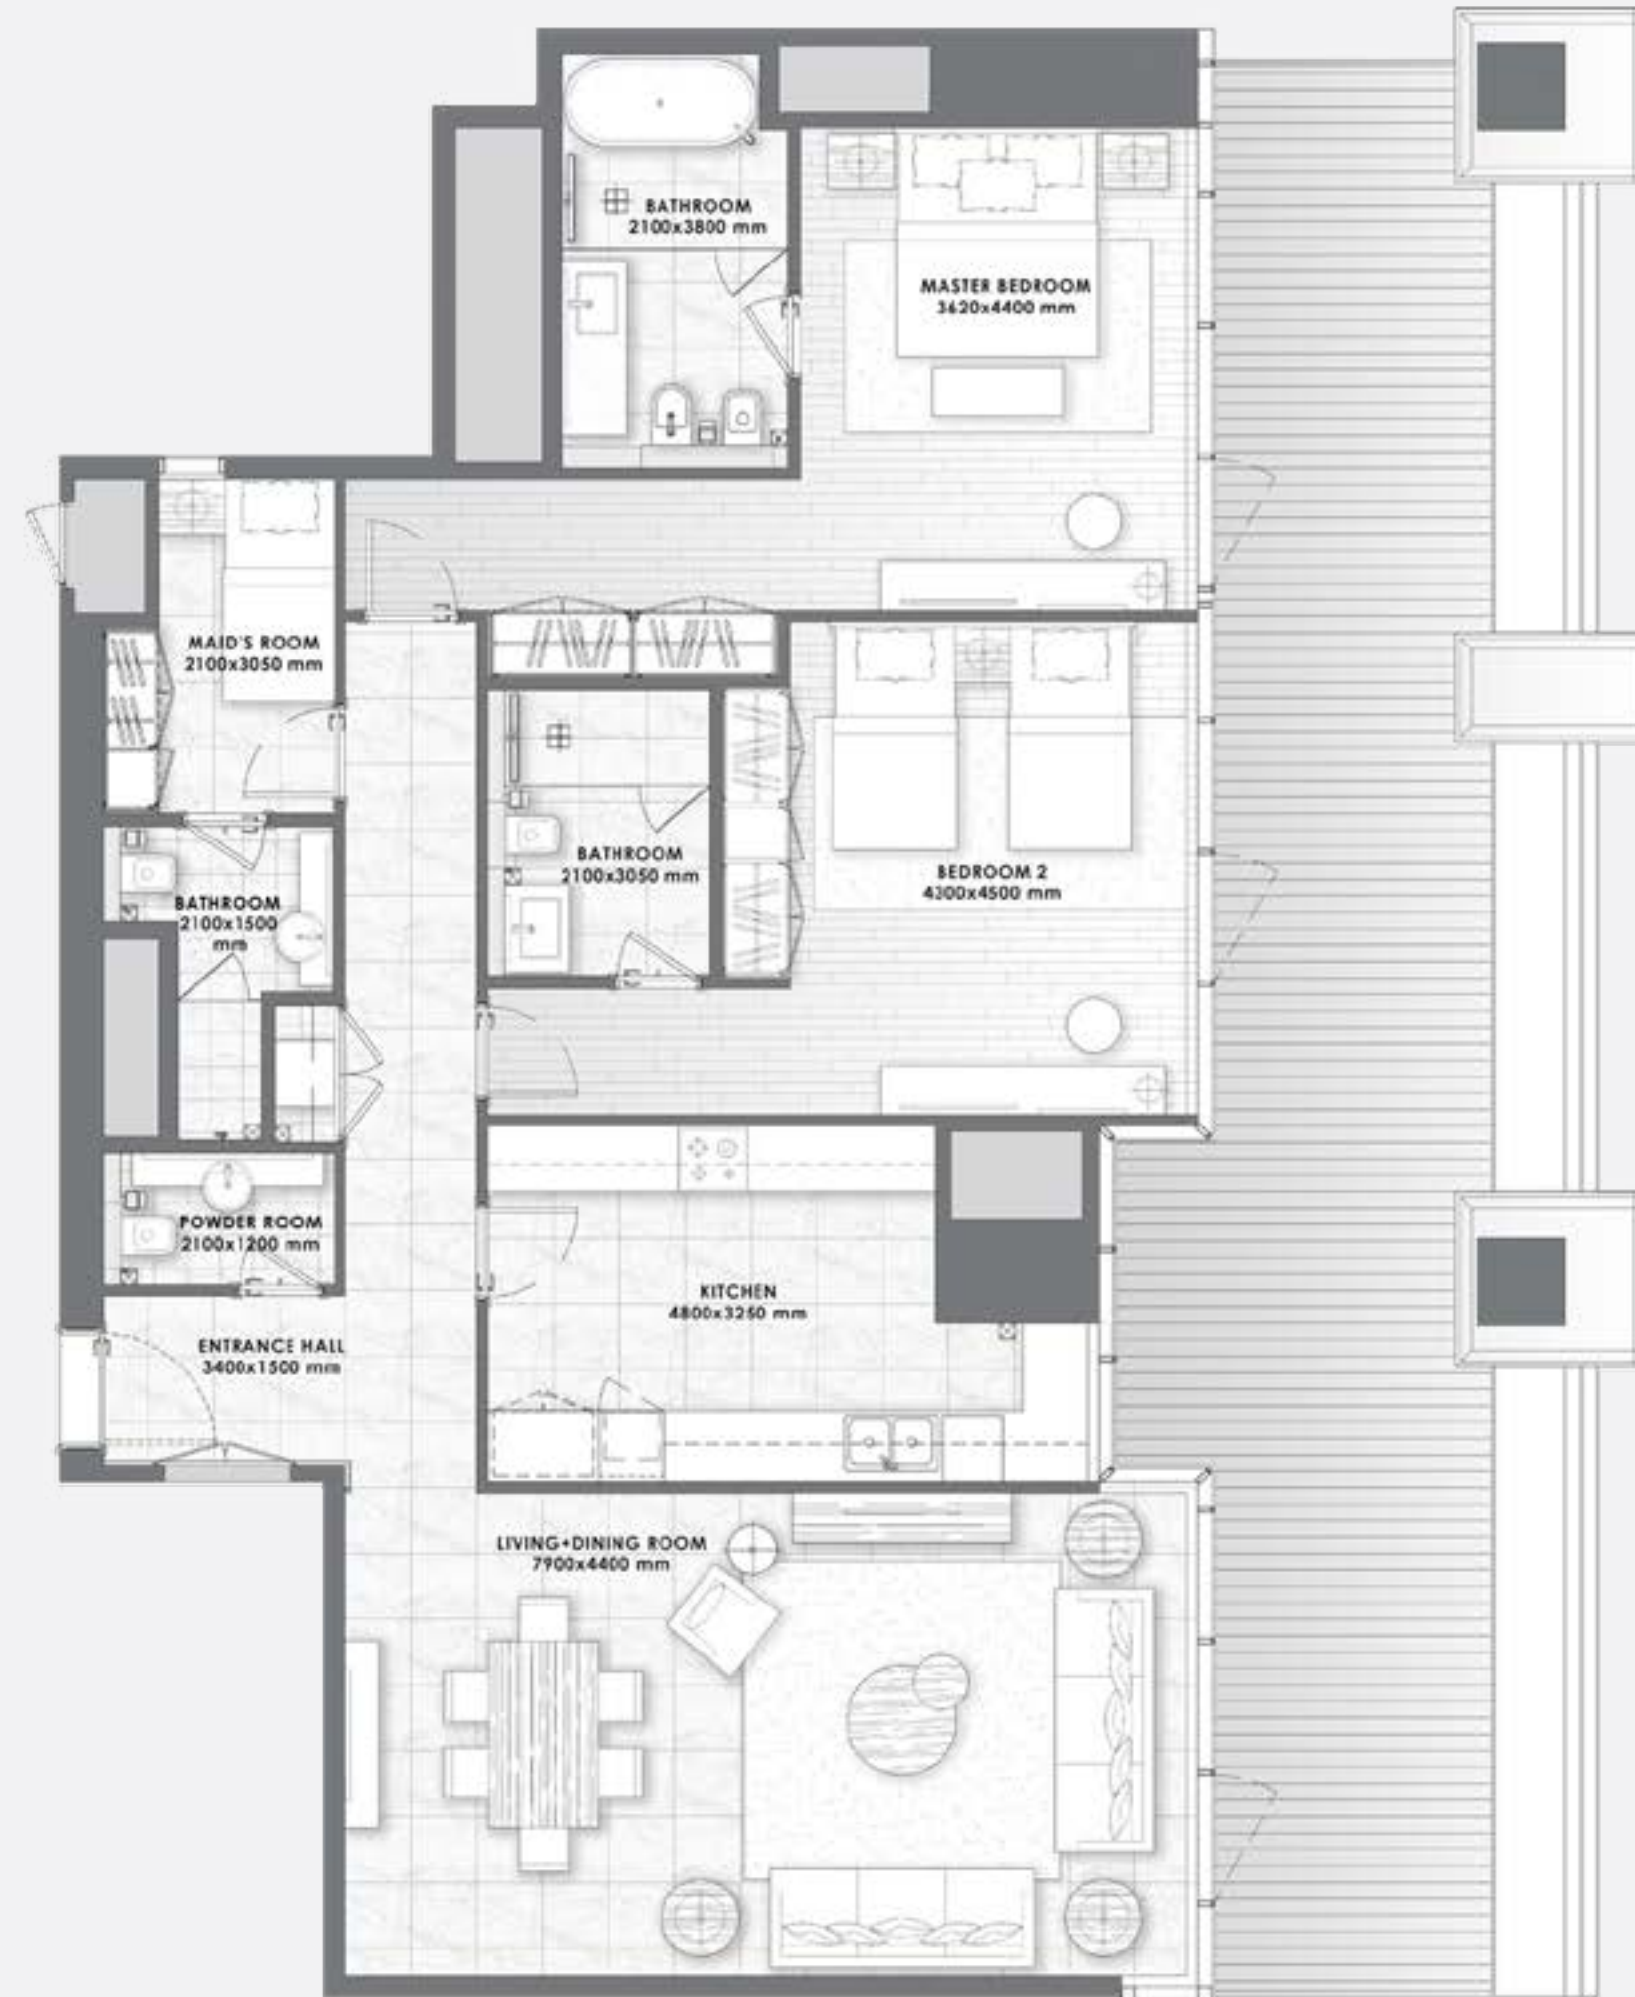 BATHROOM
2100x3800 mm
MASTER BEDROOM
3620x4400 mm
MAID'S ROOM
2100x3050 mm
BATHROOM
2100x3050 mm
BEDROOM 2
4300x4500 mm
BATHROOM
2100x1500
mm
POWDER ROOM
2100x1200 mm
KITCHEN
4800x3250 mm
ENTRANCE HALL
3400x1500 mm
LIVING+DINING ROOM
7900x4400 mm